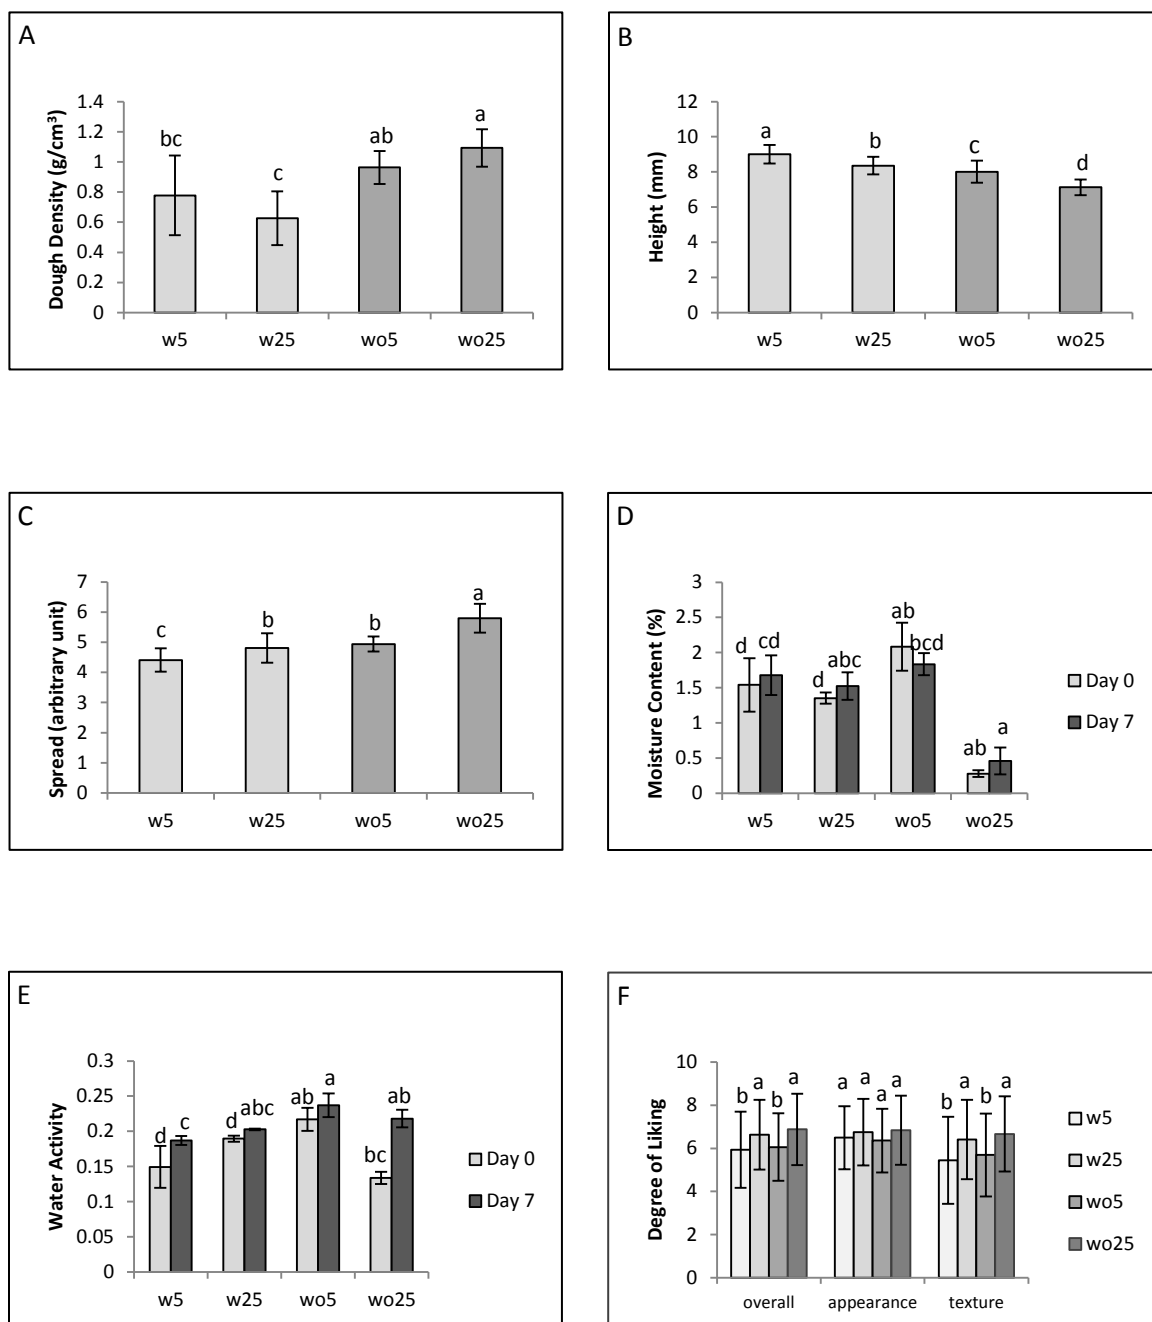 A
Dough Density (g/cm³)
1.4
1.2
1
0.8
0.6
0.4
0.2
0
bc
c
ab
a
w5 w25 wo5 wo25
B
Height (mm)
12
10
8
6
4
2
0
a
b
c
d
w5 w25 wo5 wo25
C
Spread (arbitrary unit)
7
6
5
4
3
2
1
0
c
b
b
a
w5 w25 wo5 wo25
D
Moisture Content (%)
3
2.5
2
1.5
1
0.5
0
d cd
d abc
ab bcd
ab a
w5 w25 wo5 wo25
Day 0
Day 7
E
Water Activity
0.3
0.25
0.2
0.15
0.1
0.05
0
d c
d abc
ab a
bc ab
w5 w25 wo5 wo25
Day 0
Day 7
F
Degree of Liking
10
8
6
4
2
0
b a b a
a a a a
b a b a
overall appearance texture
w5
w25
wo5
wo25